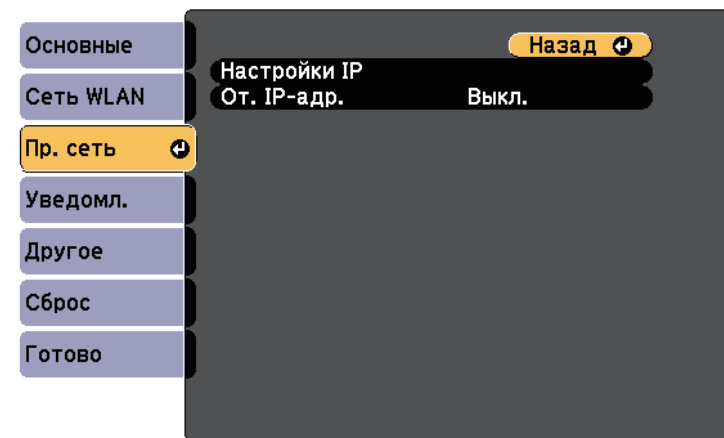 Основные
Сеть WLAN
Пр. сеть
Уведомл.
Другое
Сброс
Готово
Назад
Настройки IP
От. IP-адр. Выкл.